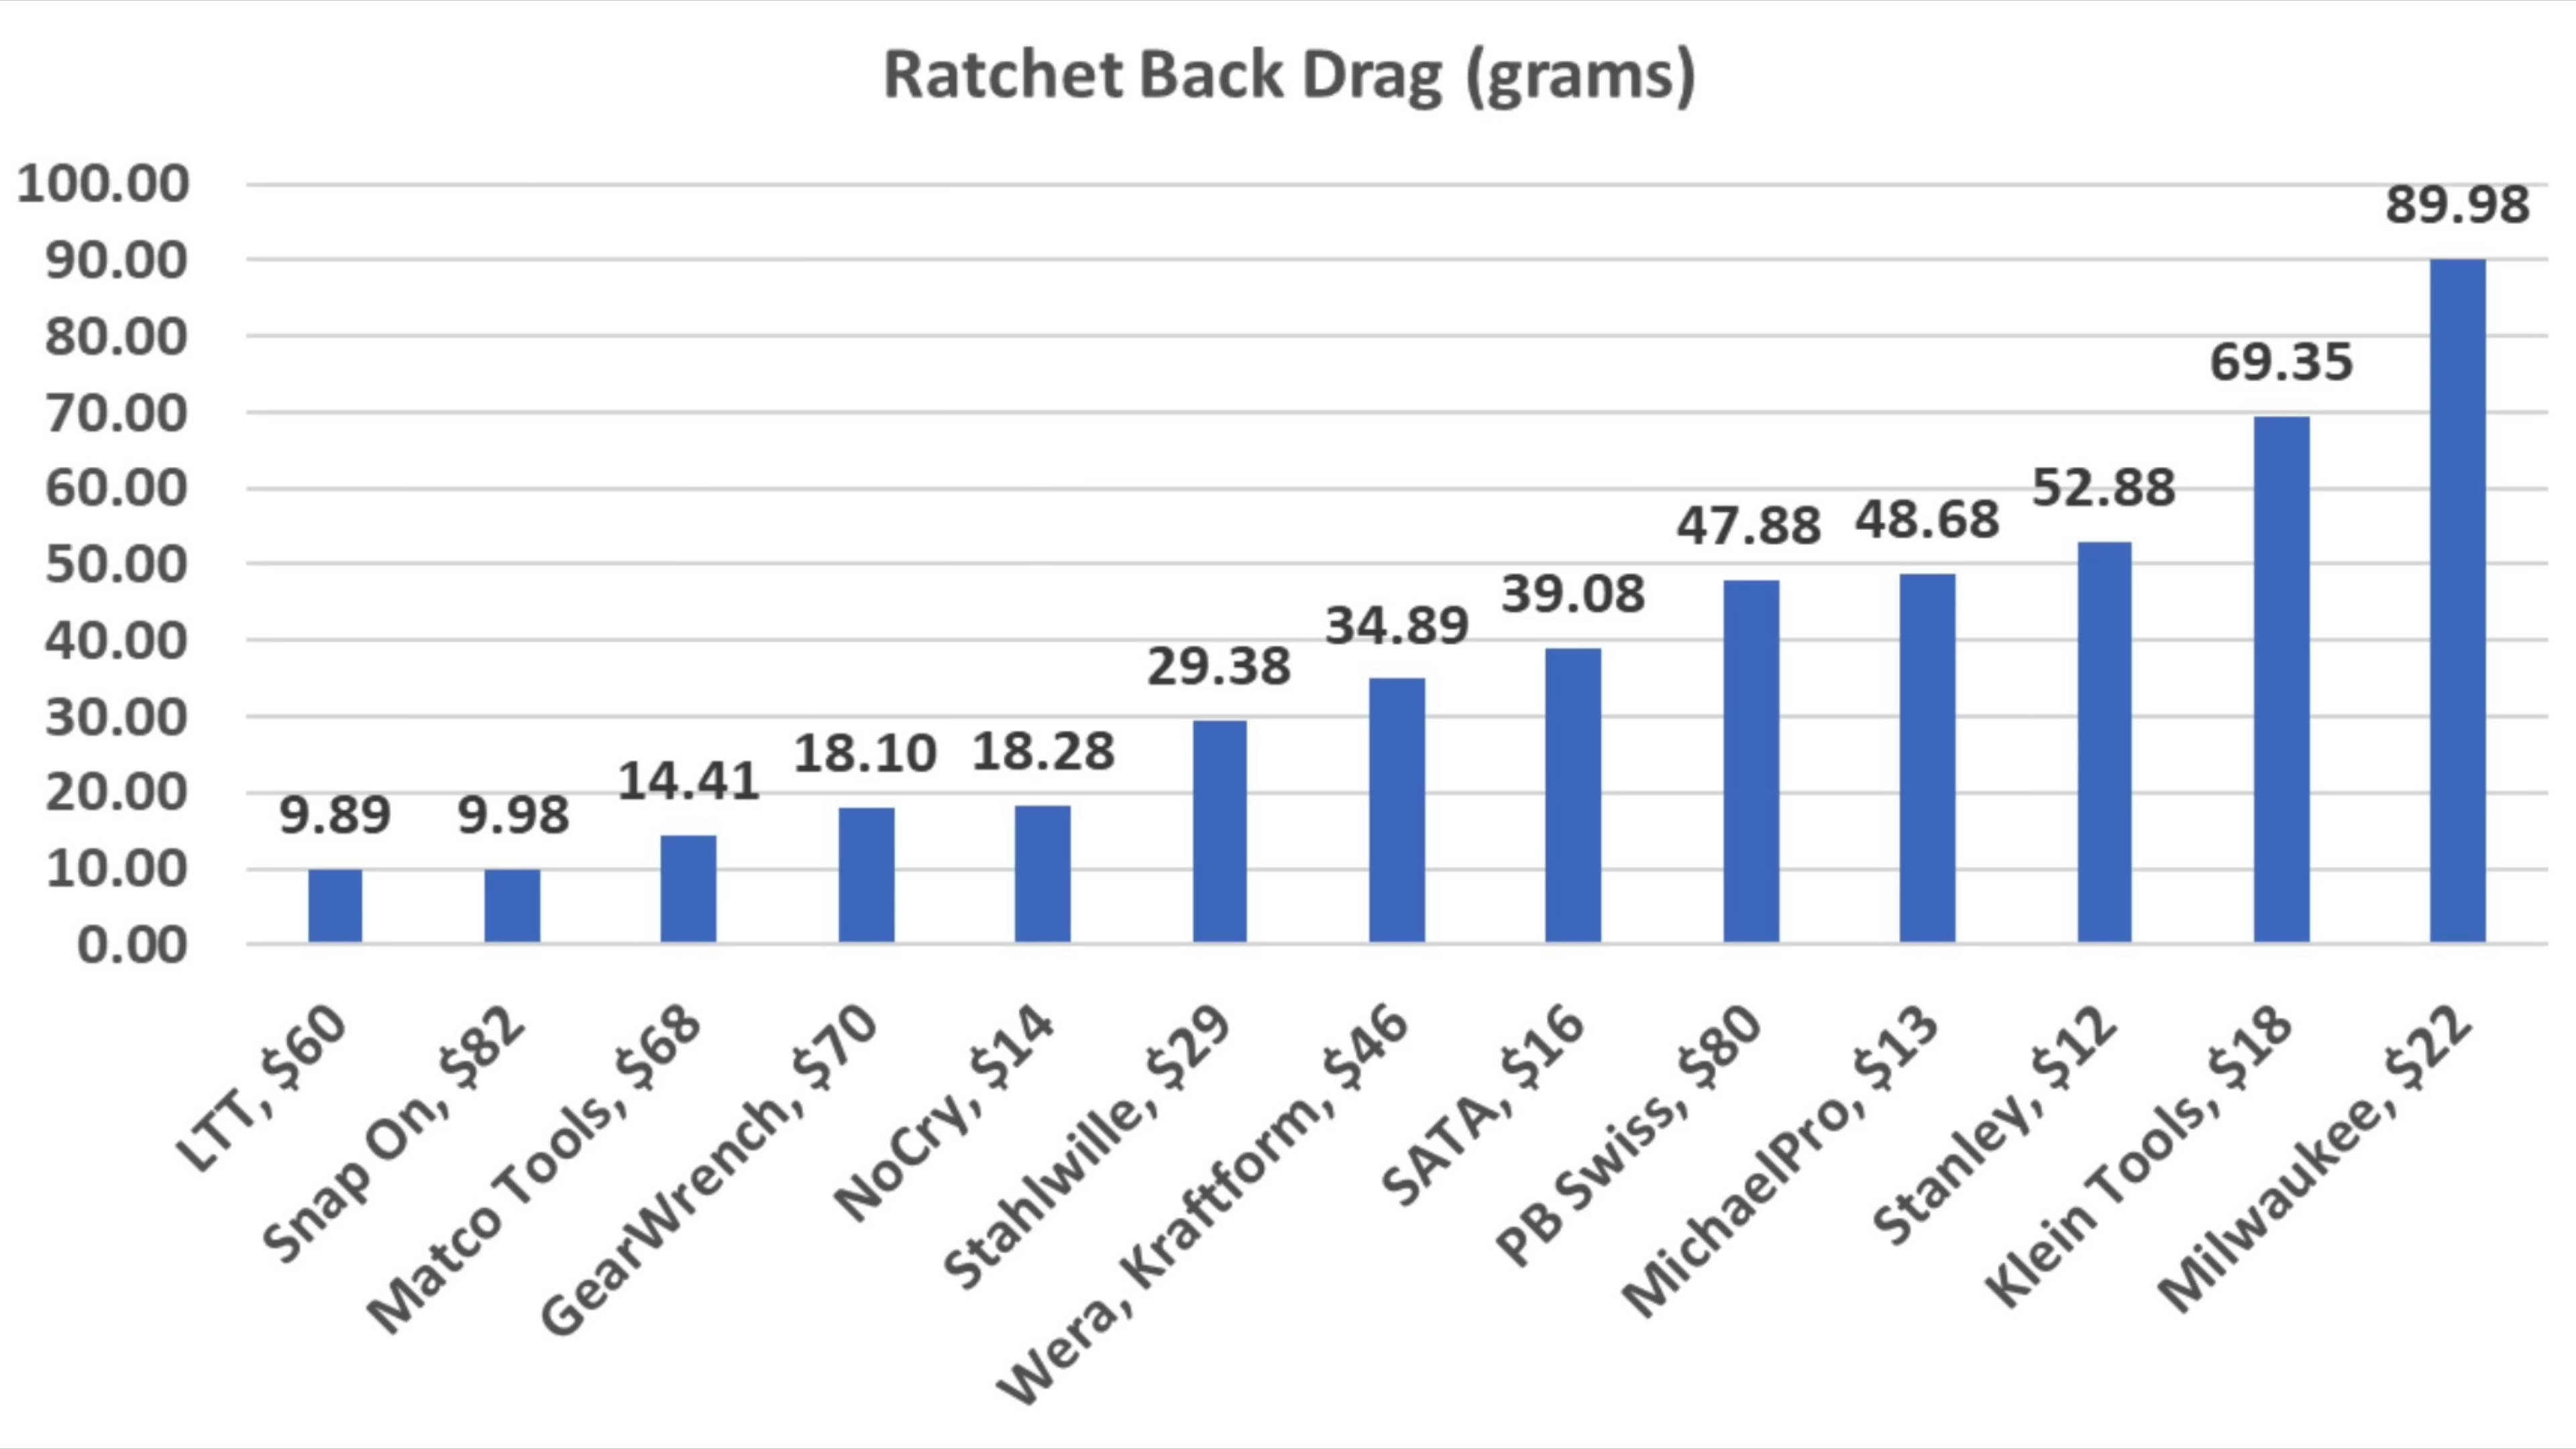 Ratchet Back Drag (grams)
100.00
90.00
80.00
70.00
60.00
50.00
40.00
30.00
20.00
10.00
0.00
9.89
9.98
14.41
18.10
18.28
29.38
34.89
39.08
47.88
48.68
52.88
69.35
89.98
LTT, $60
Snap On, $82
Matco Tools, $68
GearWrench, $70
NoCry, $14
Stahlwille, $29
Wera, Kraftform, $46
SATA, $16
PB Swiss, $80
MichaelPro, $13
Stanley, $12
Klein Tools, $18
Milwaukee, $22